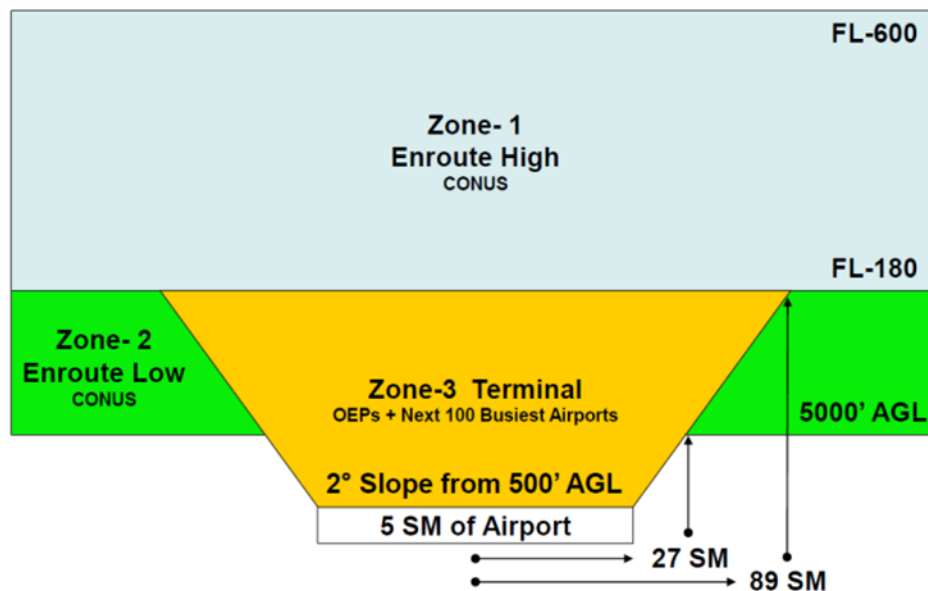 FL-600
Zone- 1
Enroute High
CONUS
FL-180
Zone- 2
Enroute Low
CONUS
Zone-3  Terminal
OEPs + Next 100 Busiest Airports
5000’ AGL
2° Slope from 500’ AGL
5 SM of Airport
27 SM
89 SM